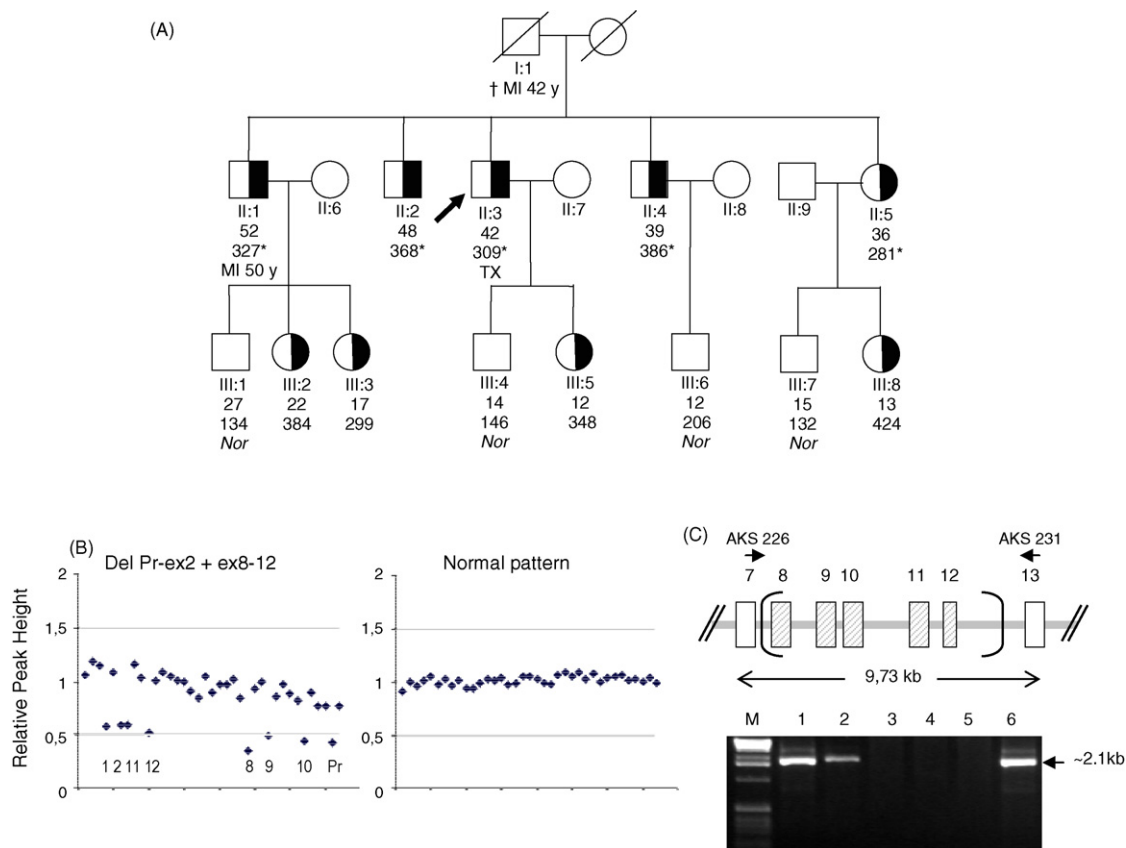 (A)
I:1
† MI 42 y
II:1 II:6 II:2 II:3 II:7 II:4 II:8 II:9 II:5
52 48 42 39 36
327* 368* 309* 386* 281*
MI 50 y TX
III:1 III:2 III:3 III:4 III:5 III:6 III:7 III:8
27 22 17 14 12 12 15 13
134 384 299 146 348 206 132 424
Nor Nor Nor Nor
(B)
Del Pr-ex2 + ex8-12
Relative Peak Height
2
1,5
1
0,5
0
1 2 11 12 8 9 10 Pr
Normal pattern
2
1,5
1
0,5
0
(C)
AKS 226 AKS 231
7 8 9 10 11 12 13
9,73 kb
M 1 2 3 4 5 6
~2.1kb